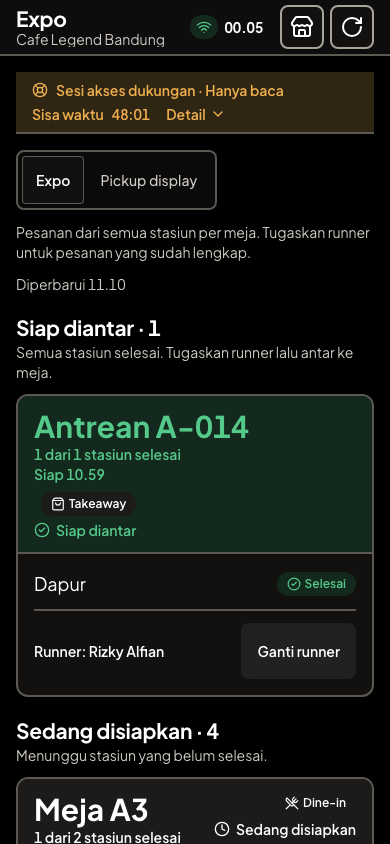 Expo
Cafe Legend Bandung
00.05
Sesi akses dukungan · Hanya baca
Sisa waktu 48:01 Detail
Expo Pickup display
Pesanan dari semua stasiun per meja. Tugaskan runner
untuk pesanan yang sudah lengkap.
Diperbarui 11.10
Siap diantar · 1
Semua stasiun selesai. Tugaskan runner lalu antar ke
meja.
Antrean A-014
1 dari 1 stasiun selesai
Siap 10.59
Takeaway
Siap diantar
Dapur Selesai
Runner: Rizky Alfian Ganti runner
Sedang disiapkan · 4
Menunggu stasiun yang belum selesai.
Meja A3 Dine-in
1 dari 2 stasiun selesai Sedang disiapkan